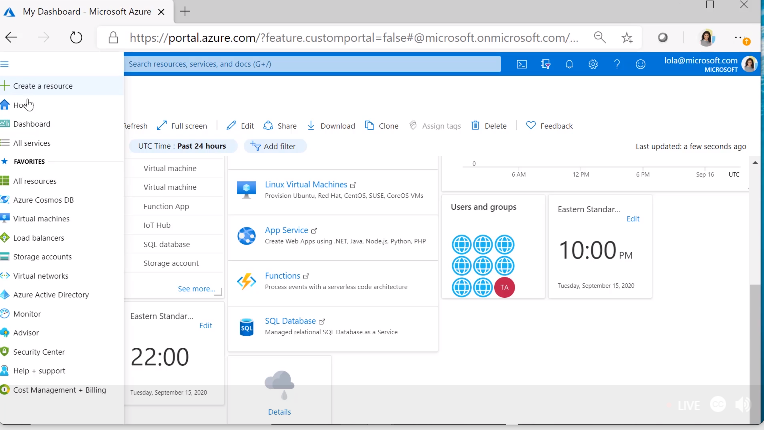 My Dashboard - Microsoft Azure
https://portal.azure.com/?feature.customportal=false#@microsoft.onmicrosoft.com/...
Search resources, services, and docs (G+/)
lola@microsoft.com
MICROSOFT
Create a resource
Dashboard
All services
FAVORITES
All resources
Azure Cosmos DB
Virtual machines
Load balancers
Storage accounts
Virtual networks
Azure Active Directory
Monitor
Advisor
Security Center
Help + support
Cost Management + Billing
Refresh
Full screen
Edit
Share
Download
Clone
Assign tags
Delete
Feedback
UTC Time : Past 24 hours
Add filter
Last updated: a few seconds ago
Virtual machine
Virtual machine
Function App
IoT Hub
SQL database
Storage account
See more...
Linux Virtual Machines
Provision Ubuntu, Red Hat, CentOS, SUSE, CoreOS VMs
App Service
Create Web Apps using .NET, Java, Node.js, Python, PHP
Functions
Process events with a serverless code architecture
SQL Database
Managed relational SQL Database as a Service
SQL
0
6 AM
12 PM
6 PM
Sep 16
UTC
Users and groups
1A
Eastern Standar...
Edit
10:00 PM
Tuesday, September 15, 2020
Eastern Standar...
Edit
22:00
Tuesday, September 15, 2020
Details
LIVE